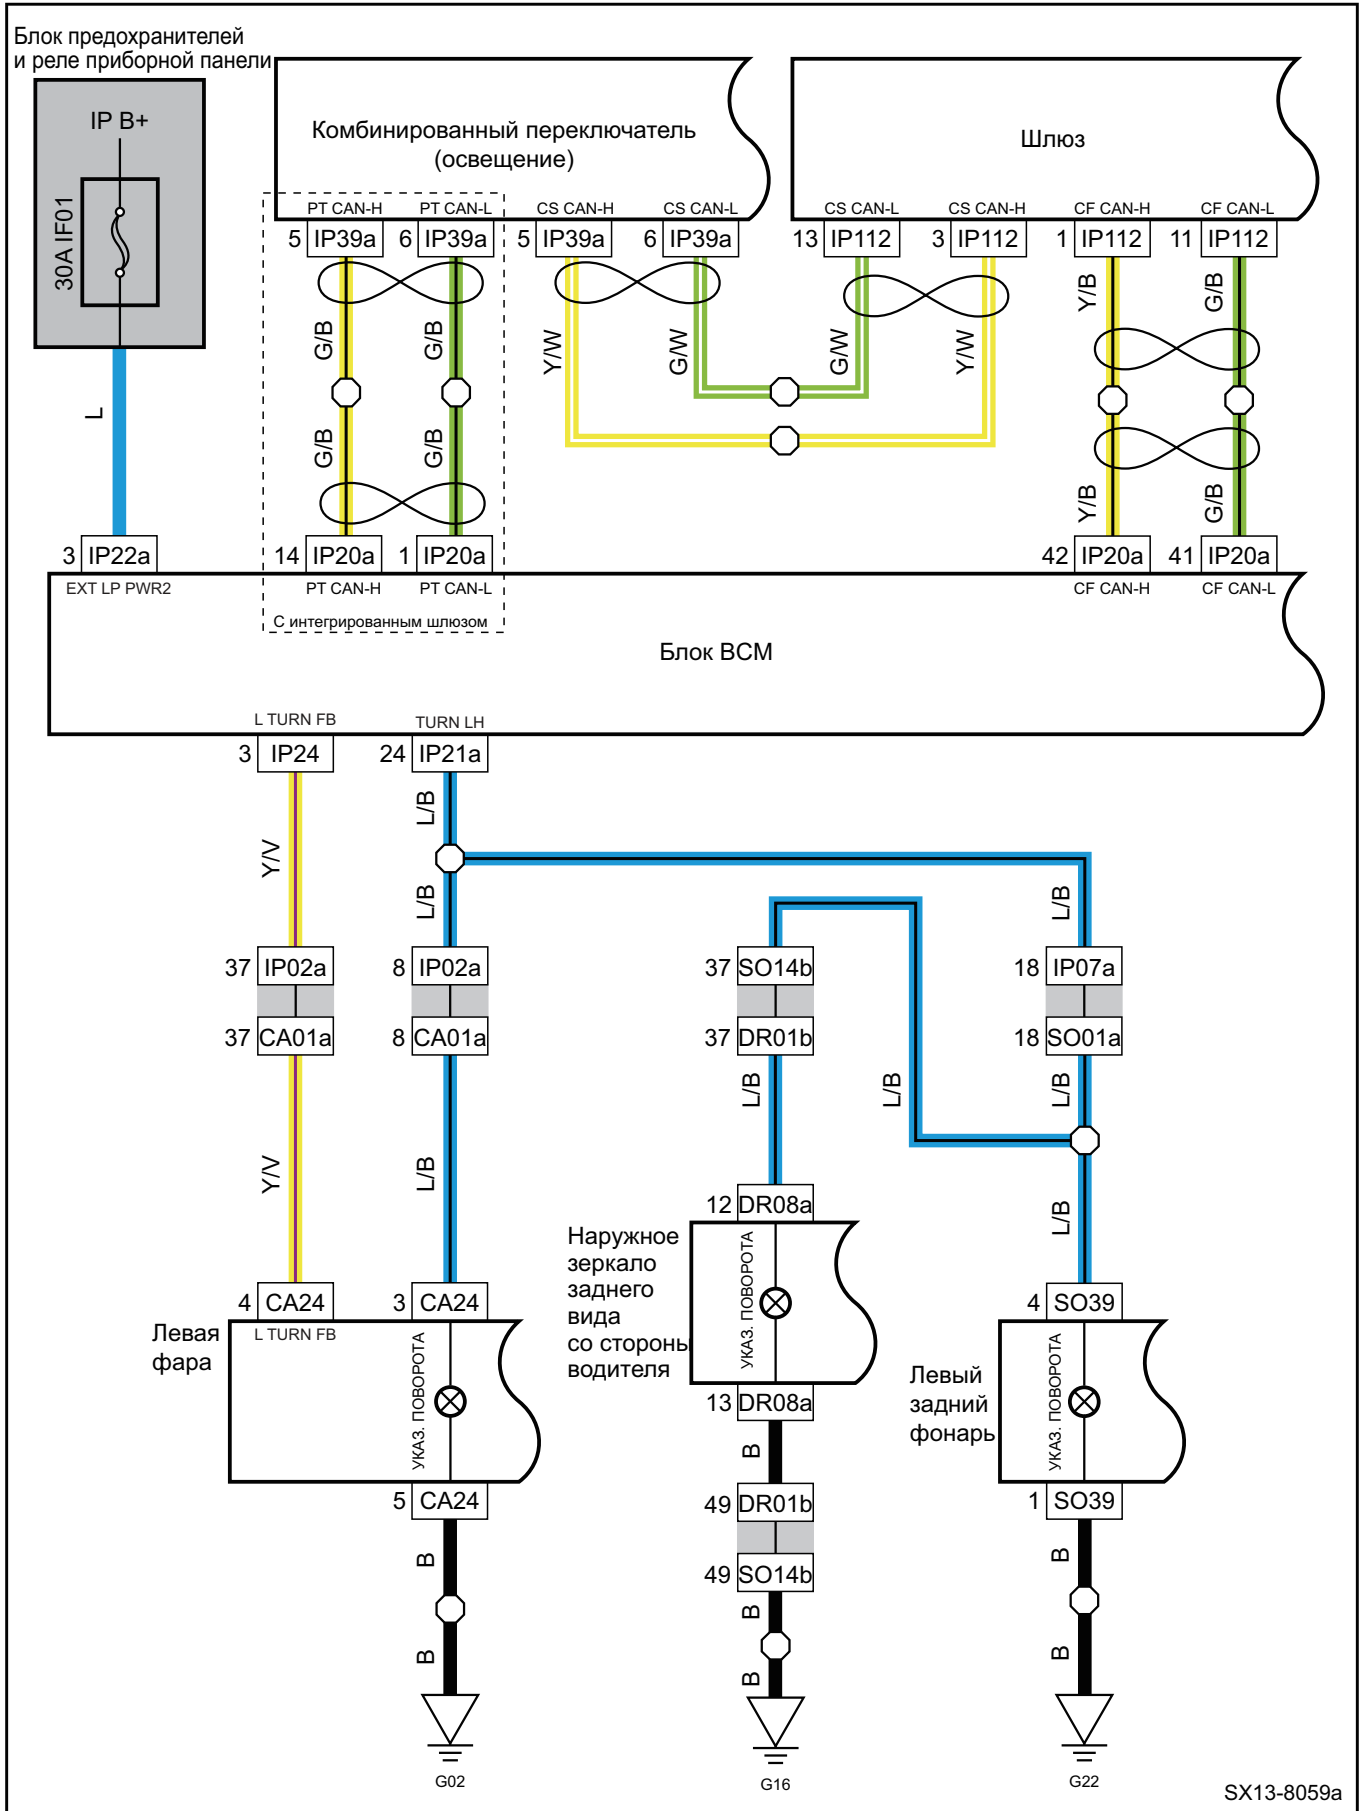 Блок предохранителей
и реле приборной панели
IP B+
30A IF01
L
Комбинированный переключатель
(освещение)
Шлюз
PT CAN-H
PT CAN-L
CS CAN-H
CS CAN-L
CS CAN-L
CS CAN-H
CF CAN-H
CF CAN-L
5 IP39a
6 IP39a
5 IP39a
6 IP39a
13 IP112
3 IP112
1 IP112
11 IP112
G/B
G/B
Y/W
G/W
G/W
Y/W
Y/B
G/B
G/B
G/B
Y/B
G/B
3 IP22a
14 IP20a
1 IP20a
42 IP20a
41 IP20a
EXT LP PWR2
PT CAN-H
PT CAN-L
CF CAN-H
CF CAN-L
С интегрированным шлюзом
Блок BCM
L TURN FB
TURN LH
3 IP24
24 IP21a
L/B
Y/V
L/B
L/B
37 IP02a
8 IP02a
37 SO14b
18 IP07a
37 CA01a
8 CA01a
37 DR01b
18 SO01a
L/B
L/B
L/B
Y/V
L/B
L/B
12 DR08a
Наружное
зеркало
заднего
вида
со стороны
водителя
УКАЗ. ПОВОРОТА
4 CA24
3 CA24
4 SO39
Левая
фара
L TURN FB
УКАЗ. ПОВОРОТА
Левый
задний
фонарь
УКАЗ. ПОВОРОТА
13 DR08a
B
5 CA24
49 DR01b
1 SO39
B
B
49 SO14b
B
B
B
B
G02
G16
G22
SX13-8059a